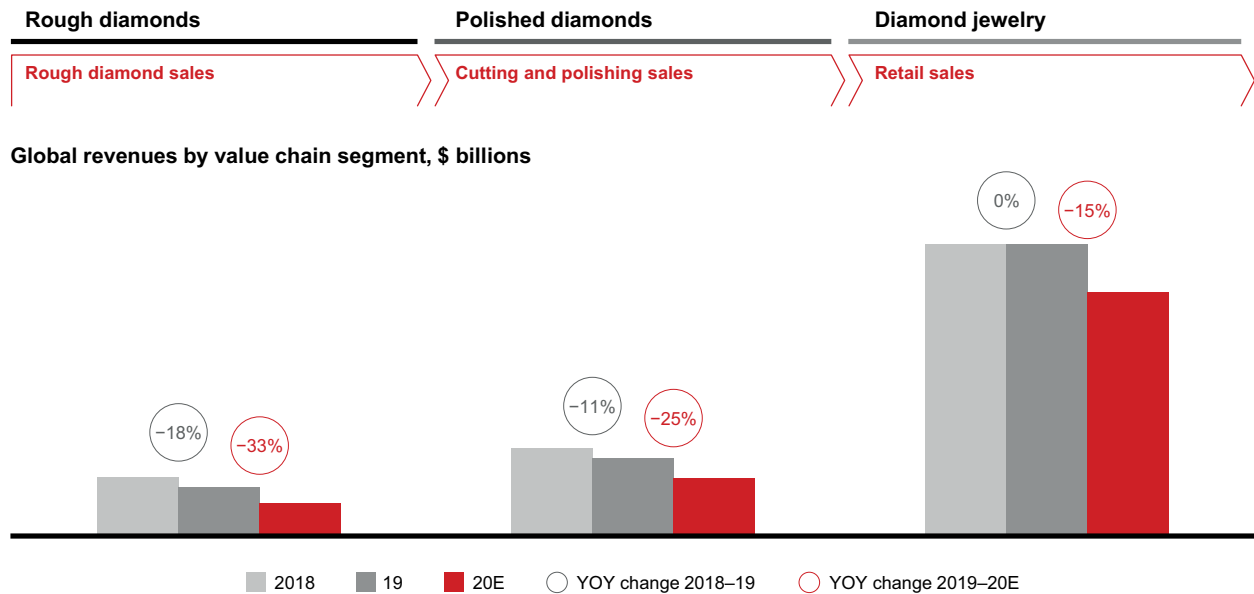 Rough diamonds
Polished diamonds
Diamond jewelry
Rough diamond sales
Cutting and polishing sales
Retail sales
Global revenues by value chain segment, $ billions
−18%
−33%
−11%
−25%
0%
−15%
2018
19
20E
YOY change 2018–19
YOY change 2019–20E